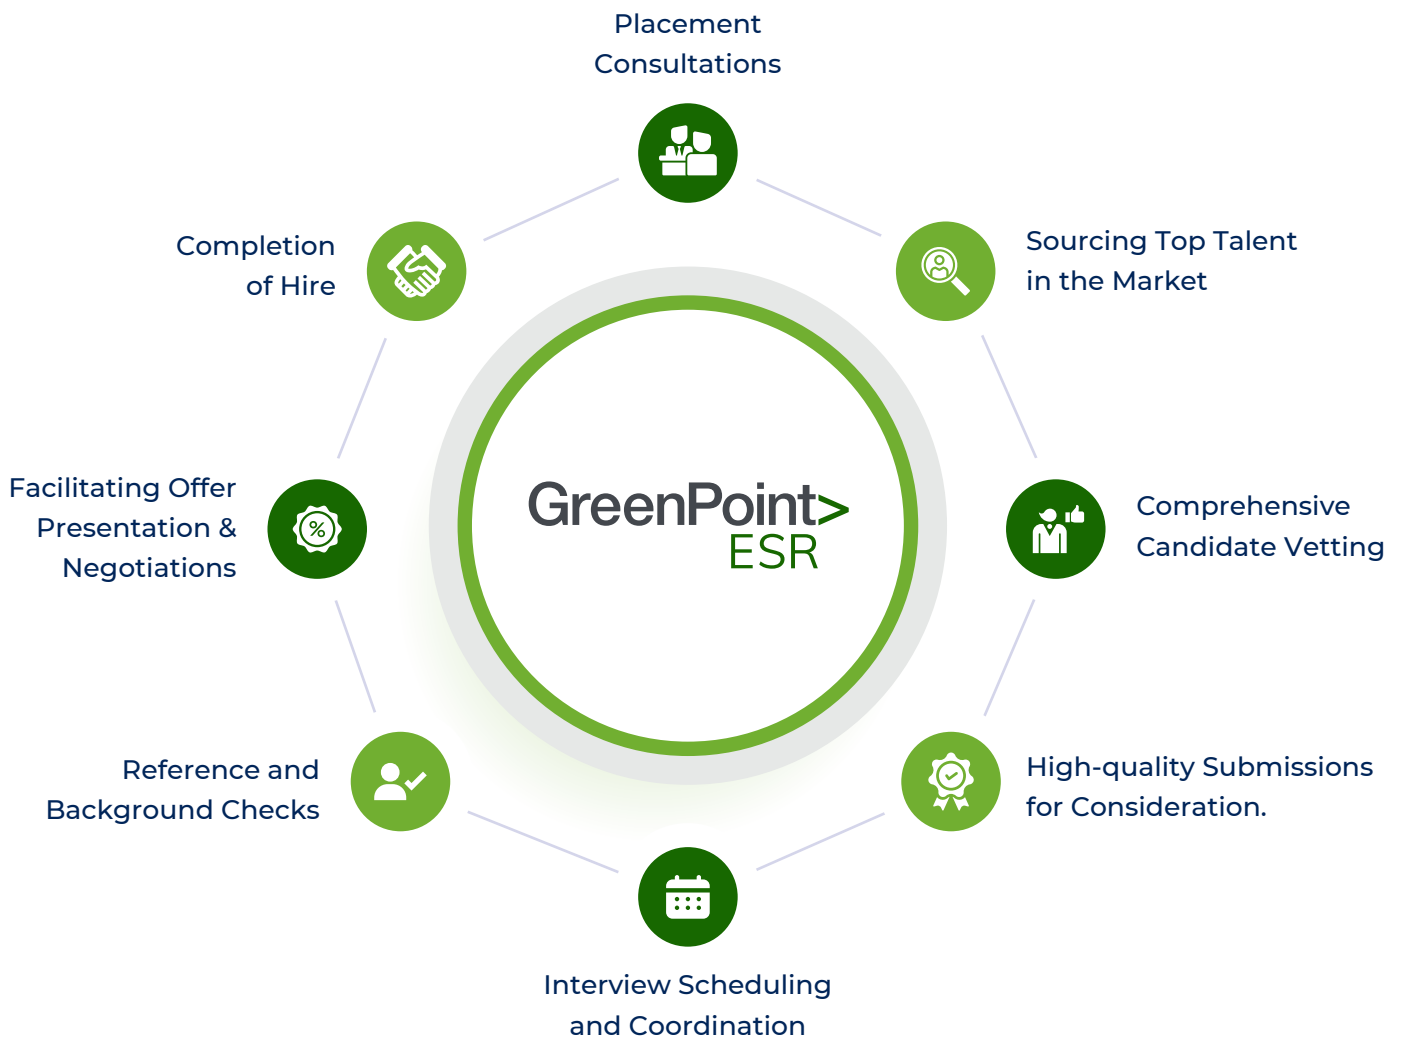 Placement
Consultations
Sourcing Top Talent
in the Market
Comprehensive
Candidate Vetting
High-quality Submissions
for Consideration.
Interview Scheduling
and Coordination
Reference and
Background Checks
Facilitating Offer
Presentation &
Negotiations
%
Completion
of Hire
GreenPoint>
ESR